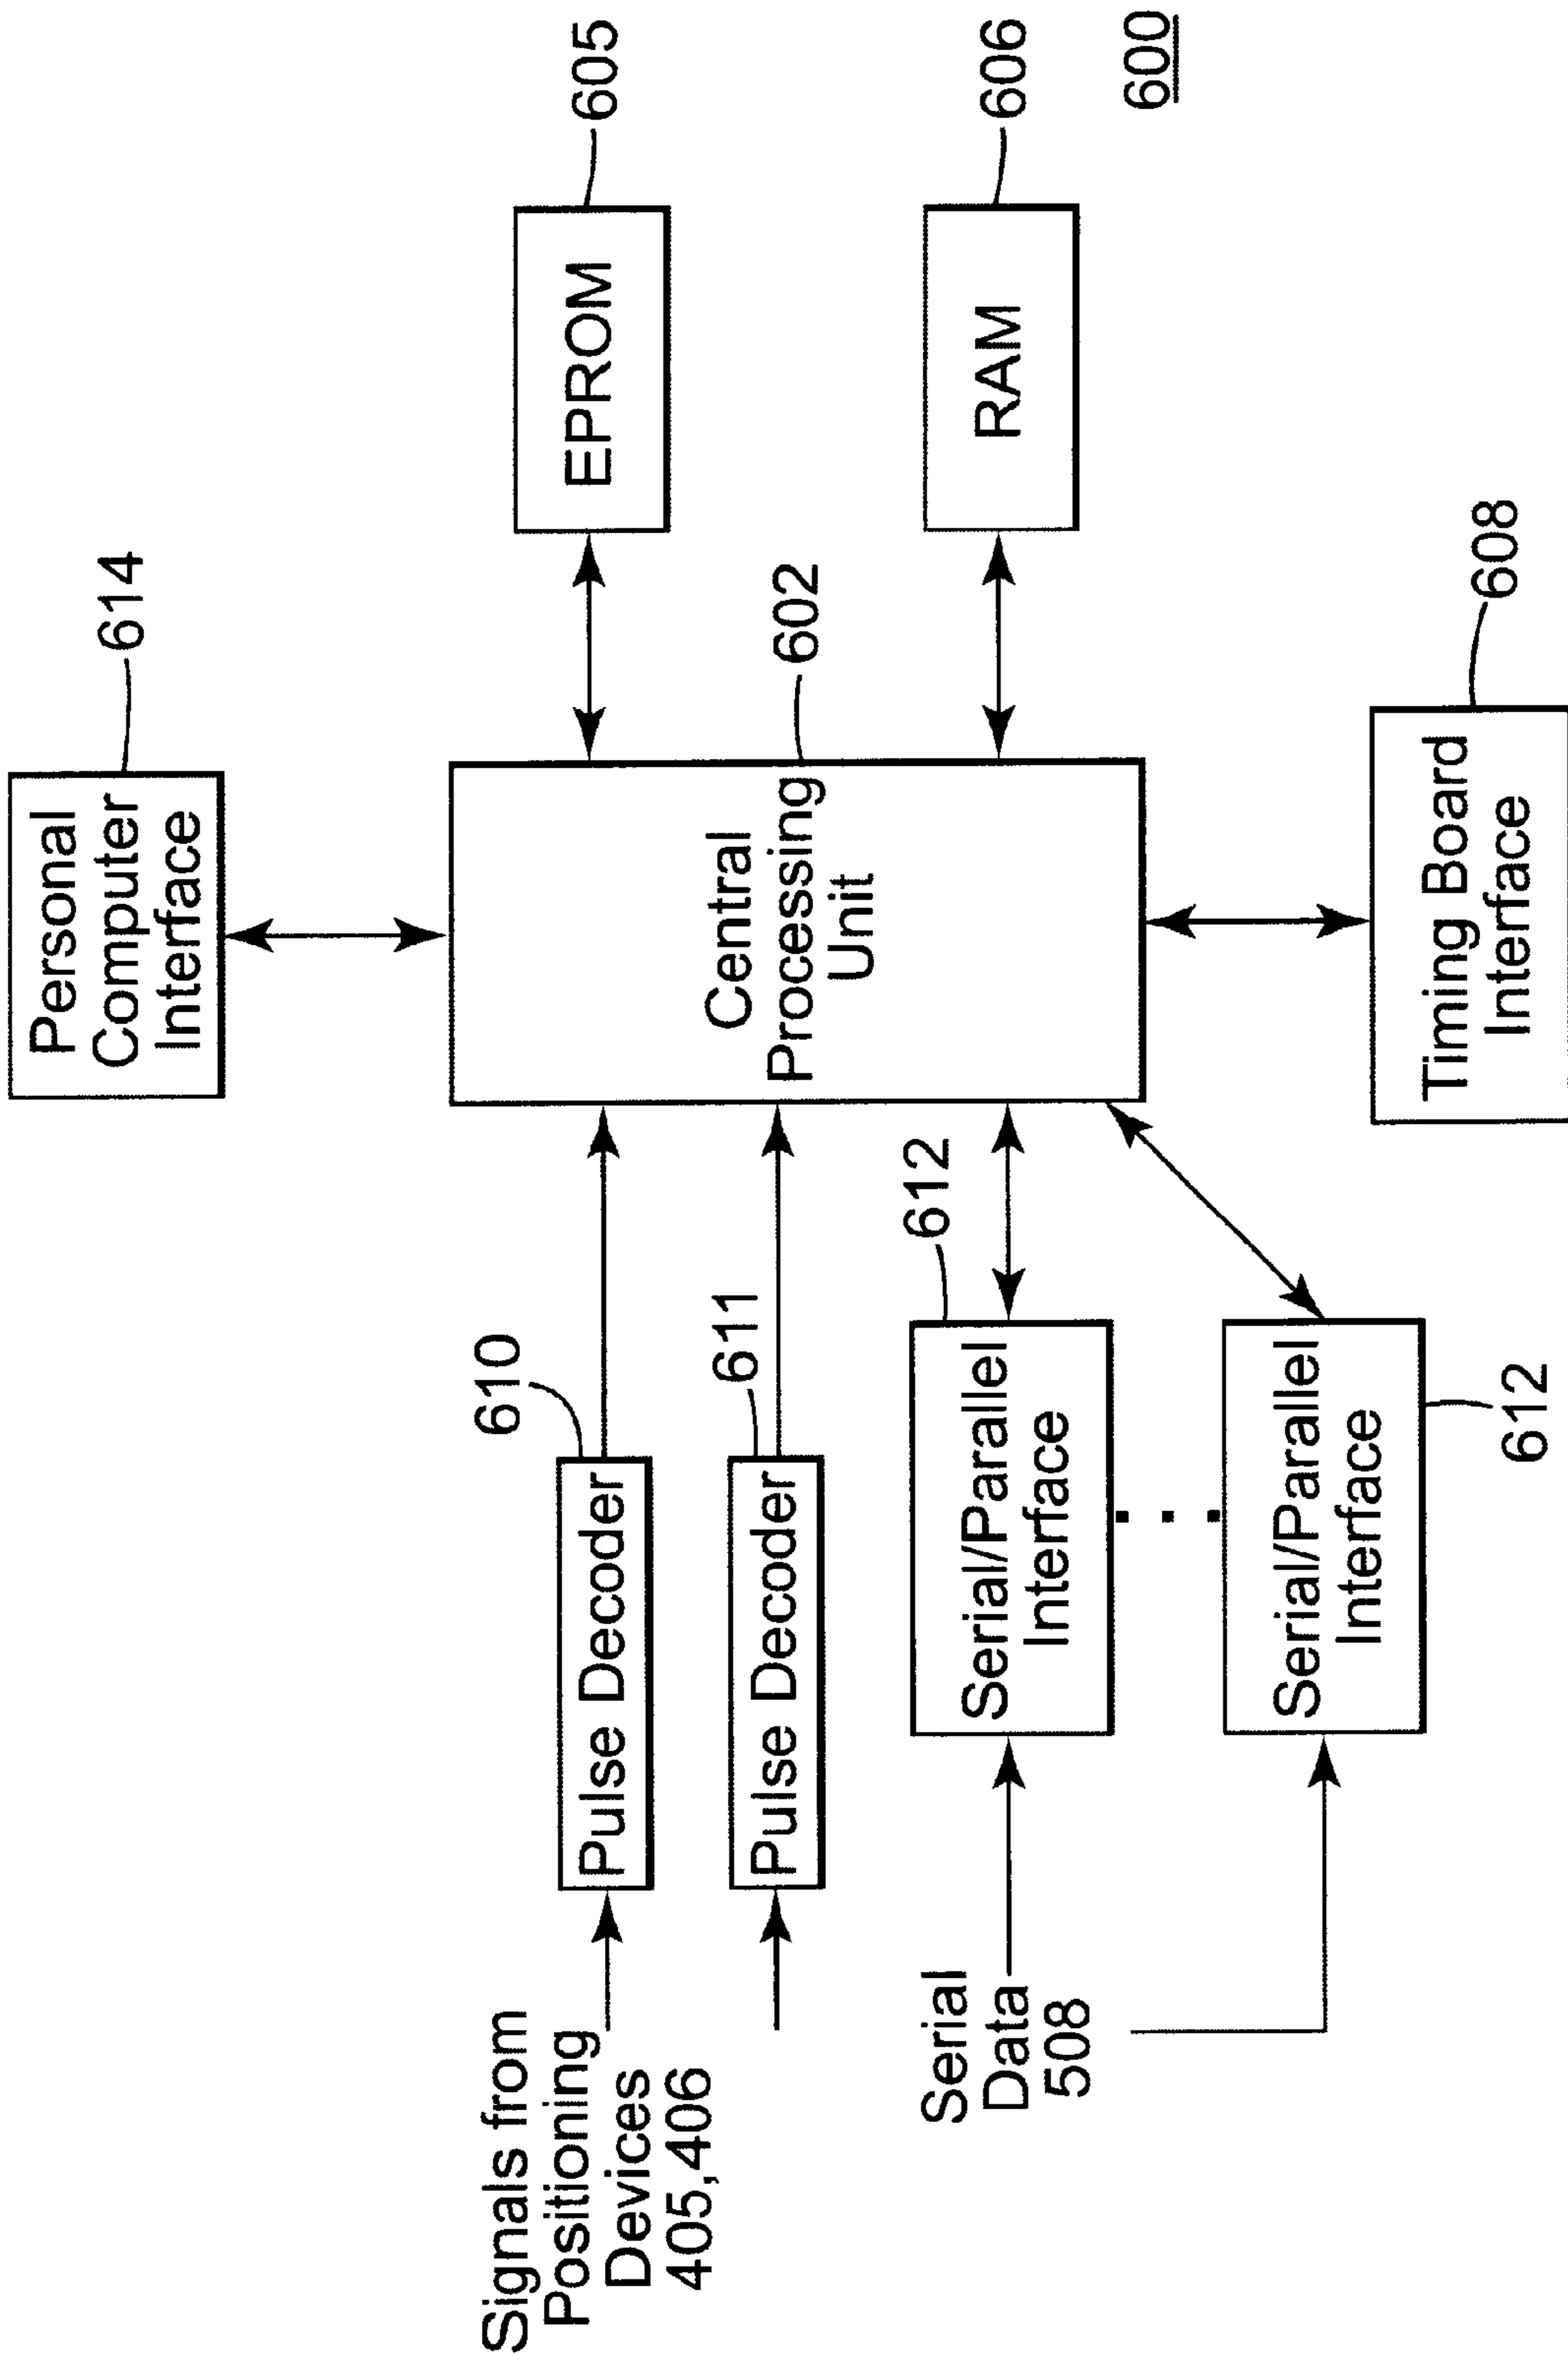 Personal
Computer
Interface
614
Signals from
Positioning
Devices
405,406
Pulse Decoder
610
Pulse Decoder
611
Central
Processing
Unit
602
EPROM
605
RAM
606
600
Serial
Data
508
Serial/Parallel
Interface
612
Serial/Parallel
Interface
612
Timing Board
Interface
608